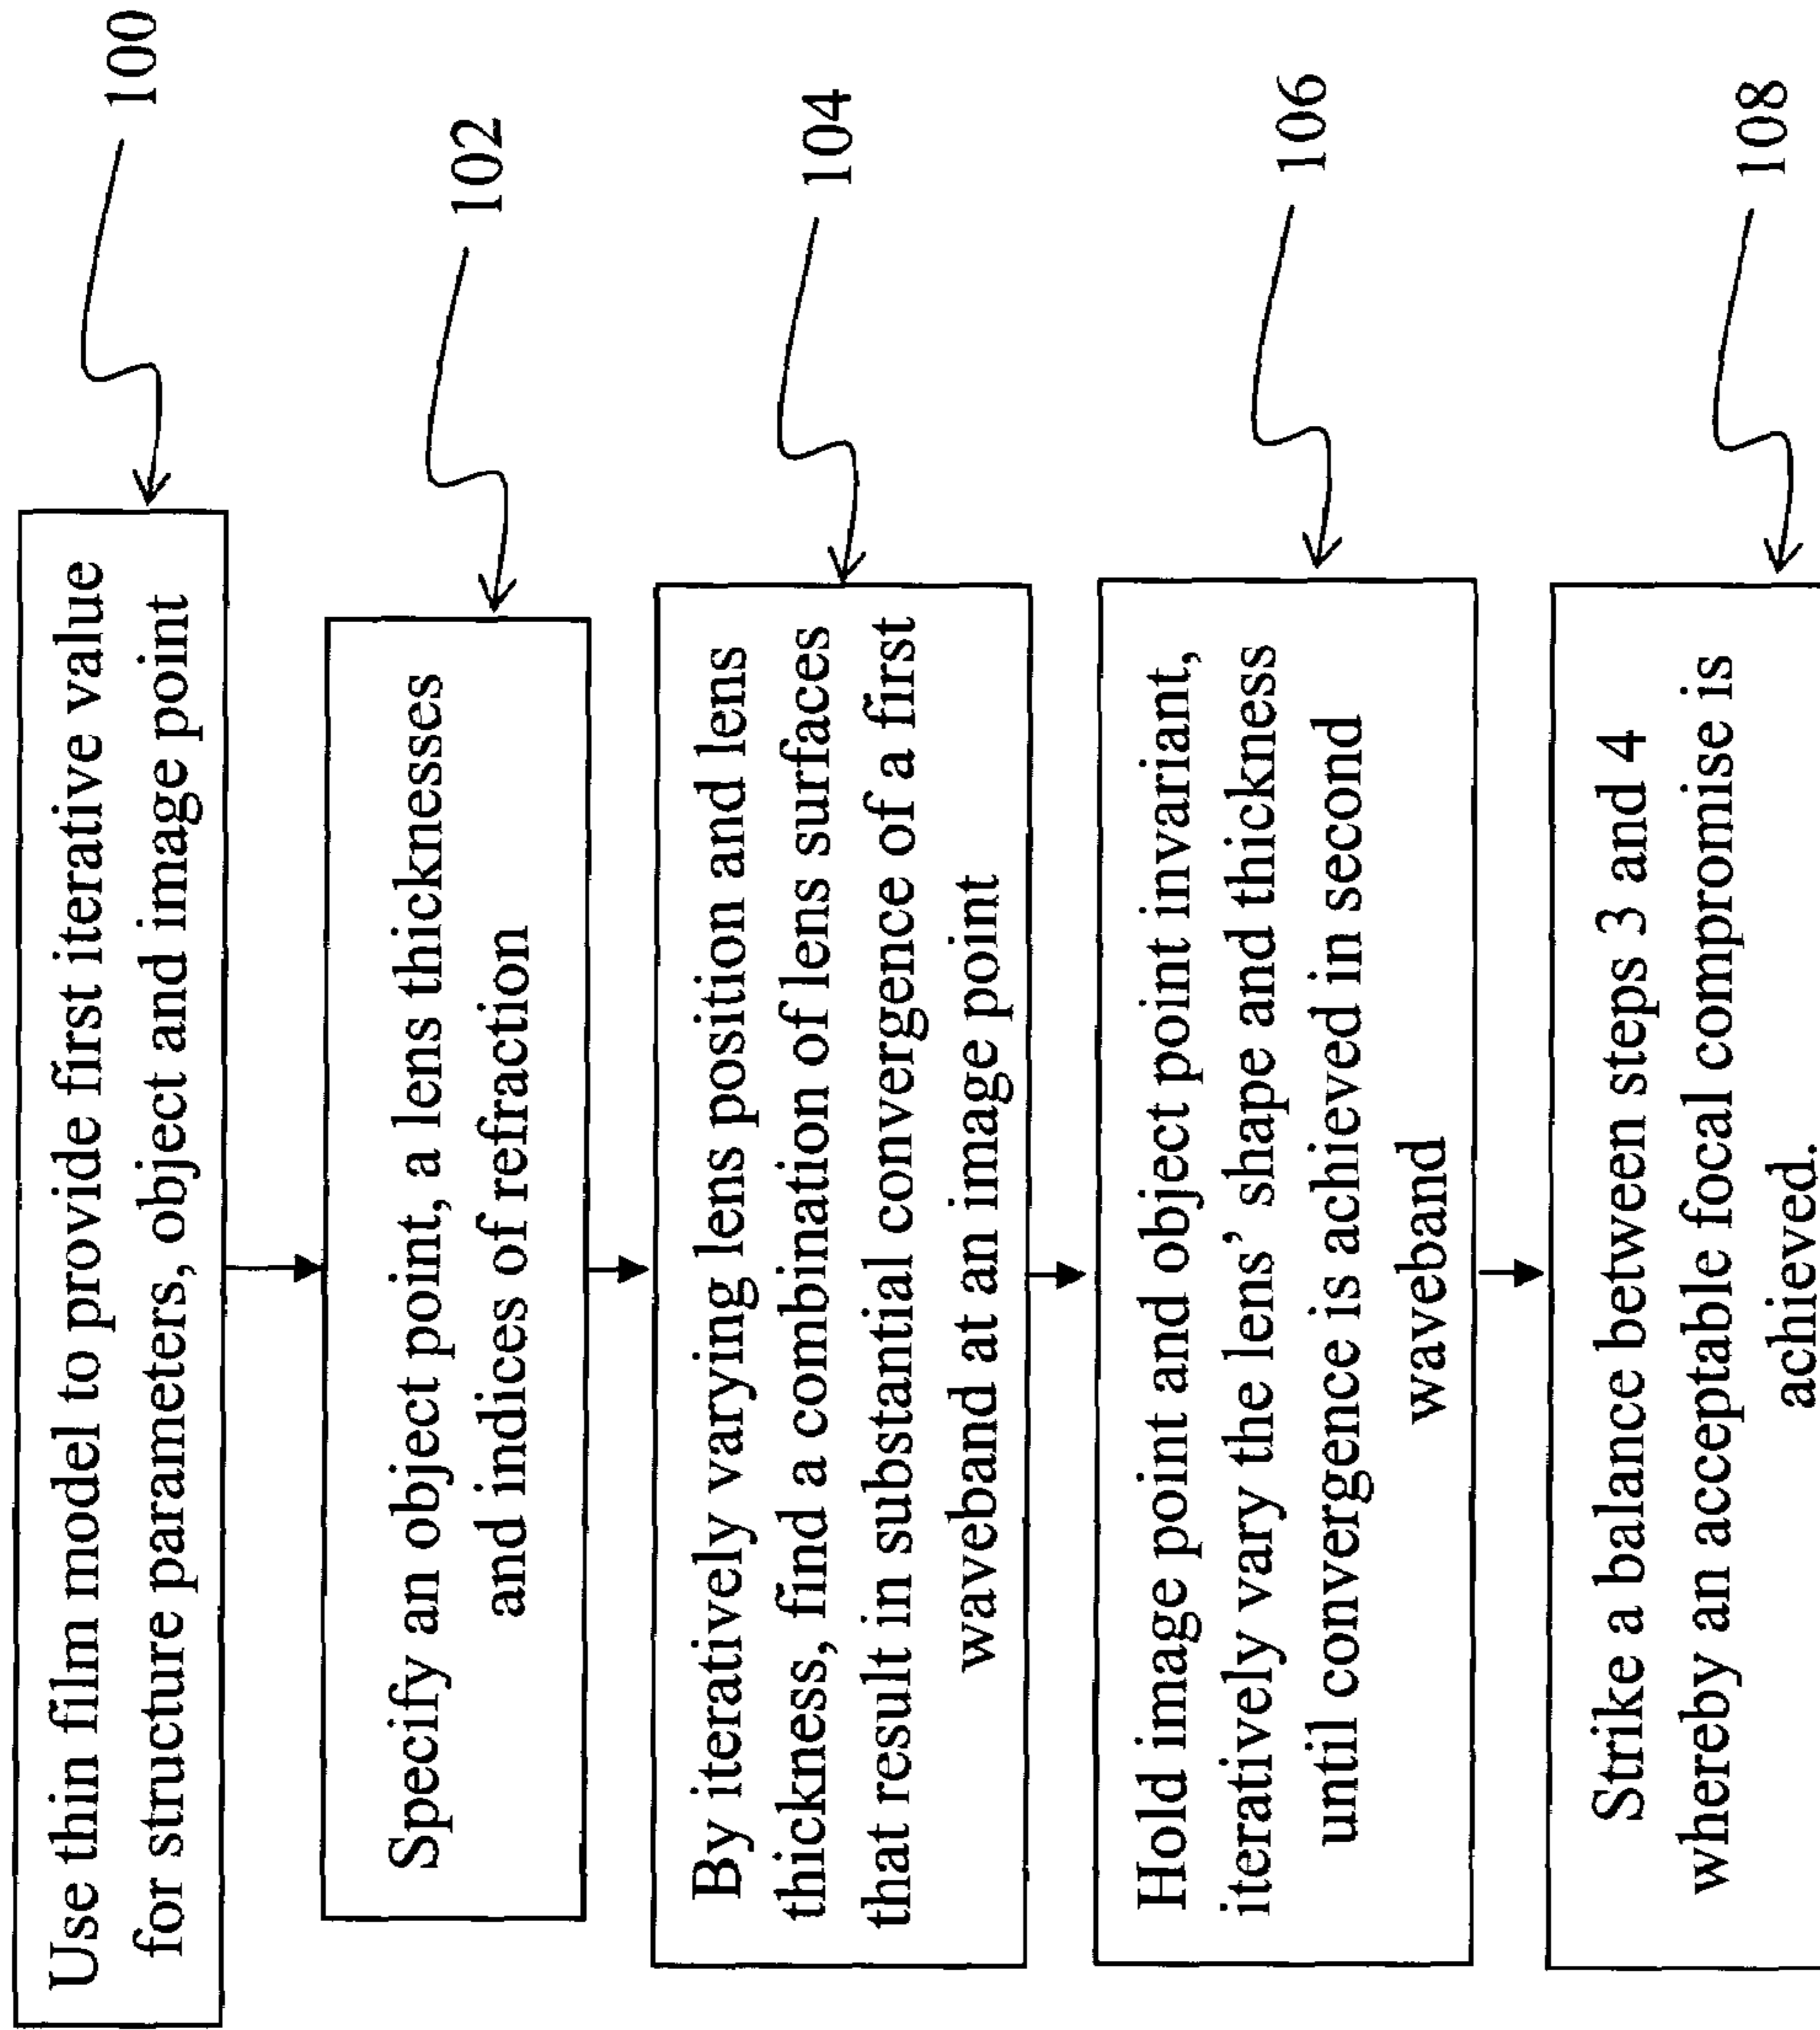 Use thin film model to provide first iterative value
for structure parameters, object and image point
100
Specify an object point, a lens thicknesses
and indices of refraction
102
By iteratively varying lens position and lens
thickness, find a combination of lens surfaces
that result in substantial convergence of a first
waveband at an image point
104
Hold image point and object point invariant,
iteratively vary the lens' shape and thickness
until convergence is achieved in second
waveband
106
Strike a balance between steps 3 and 4
whereby an acceptable focal compromise is
achieved.
108